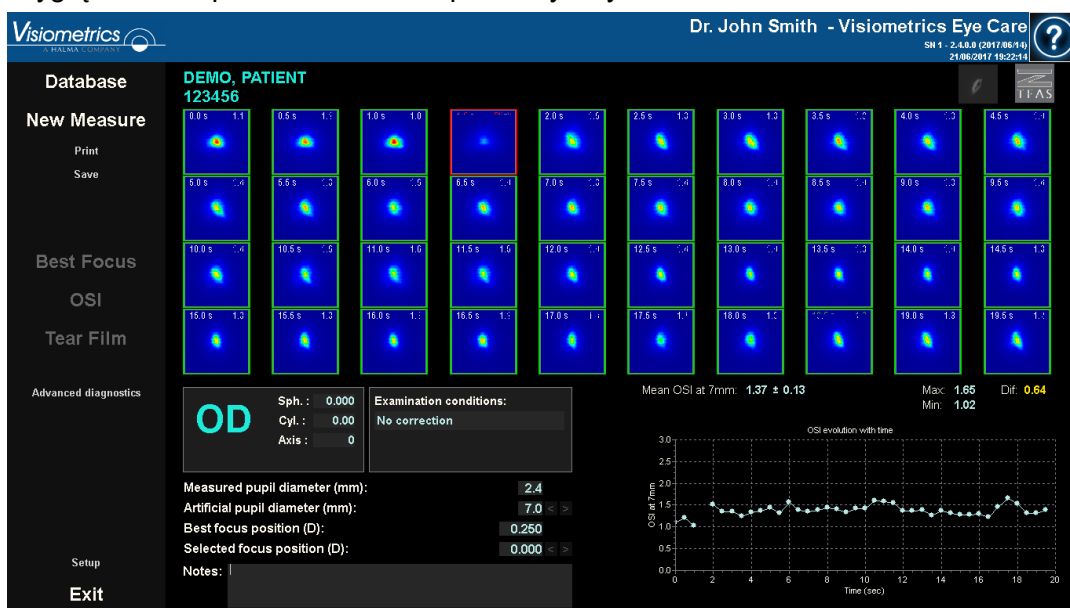 Visiometrics
A HALMA COMPANY
Dr. John Smith - Visiometrics Eye Care
SN 1 - 2.4.0.0 (2017/06/14)
21/06/2017 19:22:14
?
Database
New Measure
Print
Save
Best Focus
OSI
Tear Film
Advanced diagnostics
Setup
Exit
DEMO, PATIENT
123456
TFAS
0.0 s 1.1
0.5 s
1.0 s 1.0
2.0 s
2.5 s 1.3
3.0 s 1.3
3.5 s
4.0 s 1.3
4.5 s
5.0 s
5.5 s
6.0 s
6.5 s
7.0 s
7.5 s
8.0 s
8.5 s
9.0 s
9.5 s
10.0 s
10.5 s
11.0 s 1.6
11.5 s 1.6
12.0 s
12.5 s
13.0 s
13.5 s
14.0 s
14.5 s 1.3
15.0 s 1.3
15.5 s 1.3
16.0 s
16.5 s
17.0 s
17.5 s
18.0 s
19.0 s 1.3
19.5 s
OD
Sph. : 0.000
Cyl. : 0.00
Axis : 0
Examination conditions:
No correction
Measured pupil diameter (mm): 2.4
Artificial pupil diameter (mm): 7.0 < >
Best focus position (D): 0.250
Selected focus position (D): 0.000 < >
Notes:
Mean OSI at 7mm: 1.37 ± 0.13
Max: 1.65 Dif: 0.64
Min: 1.02
OSI evolution with time
OSI at 7mm
3.0
2.5
2.0
1.5
1.0
0.5
0.0
0 2 4 6 8 10 12 14 16 18 20
Time (sec)